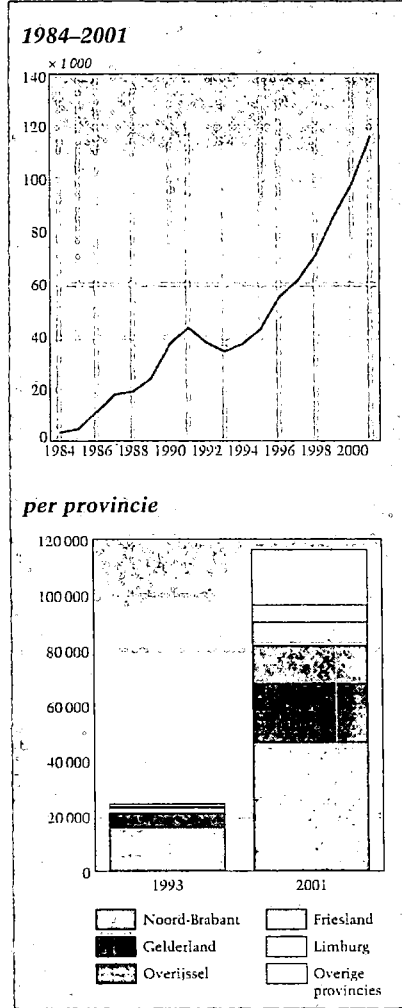 1984–2001
× 1 000
140
120
100
80
60
40
20
0
1984 1986 1988 1990 1992 1994 1996 1998 2000
per provincie
120 000
100 000
80 000
60 000
40 000
20 000
0
1993 2001
Noord-Brabant Friesland
Gelderland Limburg
Overijssel Overige
provincies